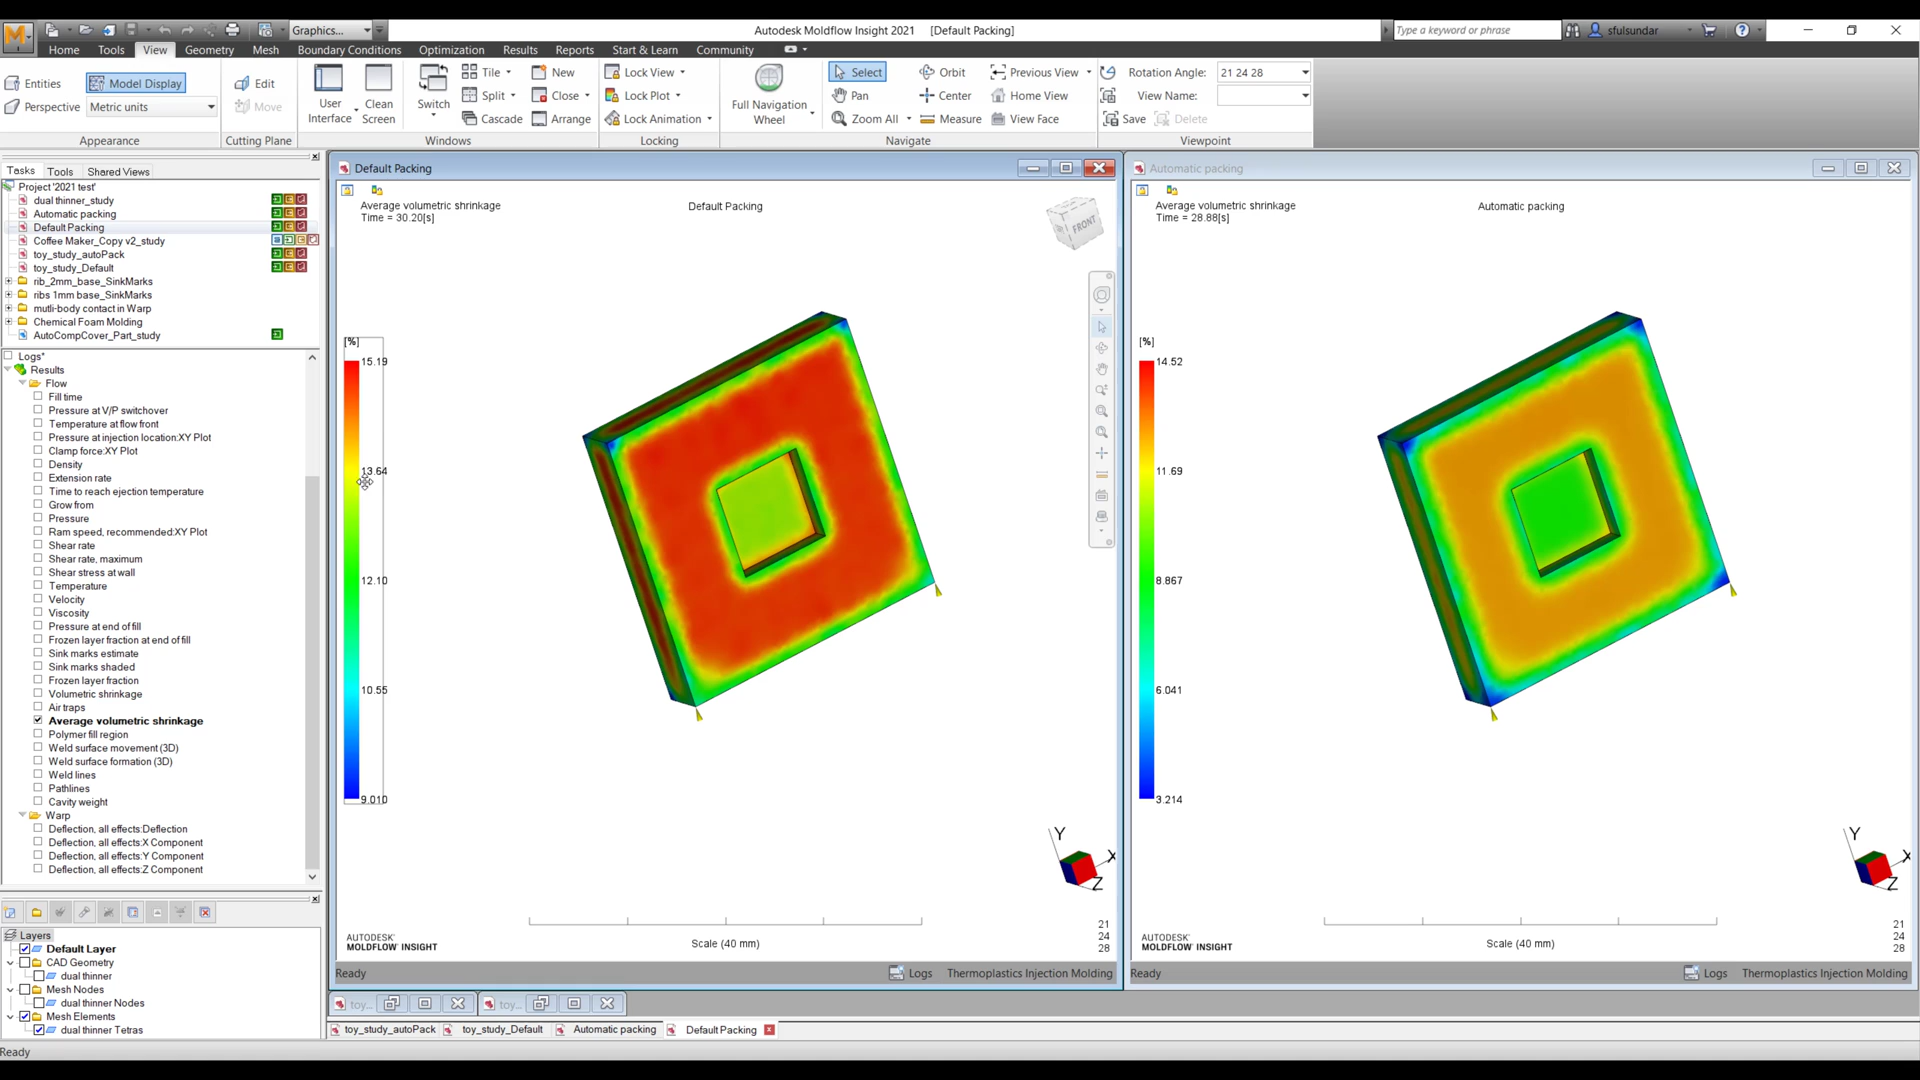 Graphics...
Autodesk Moldflow Insight 2021 [Default Packing]
Type a keyword or phrase
sfulsundar
Home Tools View Geometry Mesh Boundary Conditions Optimization Results Reports Start & Learn Community
Entities
Model Display
Perspective
Metric units
Appearance
Edit
Move
Cutting Plane
User Interface
Clean Screen
Switch
Tile
Split
Cascade
New
Close
Arrange
Windows
Lock View
Lock Plot
Lock Animation
Locking
Full Navigation Wheel
Select
Pan
Zoom All
Orbit
Center
Measure
Previous View
Home View
View Face
Navigate
Rotation Angle: 21 24 28
View Name:
Save
Delete
Viewpoint
Tasks Tools Shared Views
Project '2021 test'
dual thinner_study
Automatic packing
Default Packing
Coffee Maker_Copy v2_study
toy_study_autoPack
toy_study_Default
rib_2mm_base_SinkMarks
ribs 1mm base_SinkMarks
mutli-body contact in Warp
Chemical Foam Molding
AutoCompCover_Part_study
Logs*
Results
Flow
Fill time
Pressure at V/P switchover
Temperature at flow front
Pressure at injection location:XY Plot
Clamp force:XY Plot
Density
Extension rate
Time to reach ejection temperature
Grow from
Pressure
Ram speed, recommended:XY Plot
Shear rate
Shear rate, maximum
Shear stress at wall
Temperature
Velocity
Viscosity
Pressure at end of fill
Frozen layer fraction at end of fill
Sink marks estimate
Sink marks shaded
Frozen layer fraction
Volumetric shrinkage
Air traps
Average volumetric shrinkage
Polymer fill region
Weld surface movement (3D)
Weld surface formation (3D)
Weld lines
Pathlines
Cavity weight
Warp
Deflection, all effects:Deflection
Deflection, all effects:X Component
Deflection, all effects:Y Component
Deflection, all effects:Z Component
Layers
Default Layer
CAD Geometry
dual thinner
Mesh Nodes
dual thinner Nodes
Mesh Elements
dual thinner Tetras
Default Packing
Average volumetric shrinkage
Time = 30.20[s]
Default Packing
FRONT
[%]
15.19
13.64
12.10
10.55
9.010
Y
X
Z
AUTODESK
MOLDFLOW INSIGHT
Scale (40 mm)
21
24
28
Ready
Logs
Thermoplastics Injection Molding
Automatic packing
Average volumetric shrinkage
Time = 28.88[s]
Automatic packing
[%]
14.52
11.69
8.867
6.041
3.214
Y
X
Z
AUTODESK
MOLDFLOW INSIGHT
Scale (40 mm)
21
24
28
Ready
Logs
Thermoplastics Injection Molding
toy...
toy...
toy_study_autoPack
toy_study_Default
Automatic packing
Default Packing
Ready